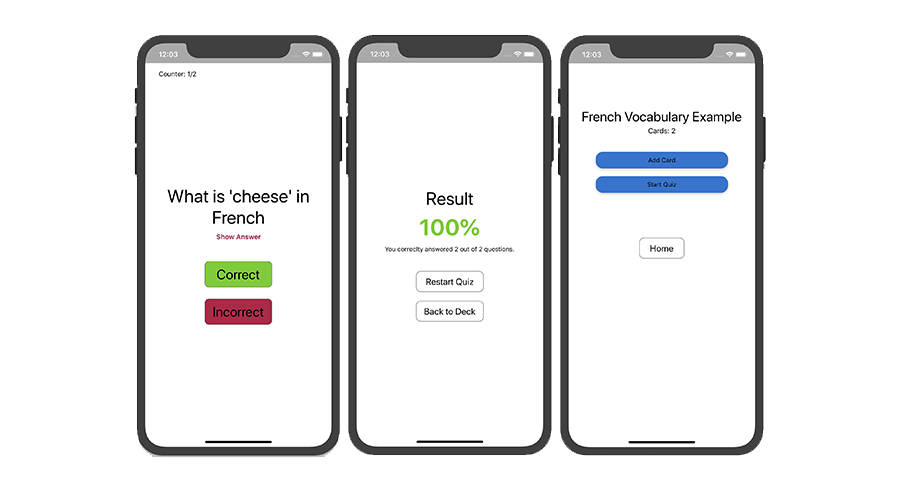 12:03
Counter: 1/2
What is 'cheese' in
French
Show Answer
Correct
Incorrect
12:03
Result
100%
You correctly answered 2 out of 2 questions.
Restart Quiz
Back to Deck
12:03
French Vocabulary Example
Cards: 2
Add Card
Start Quiz
Home